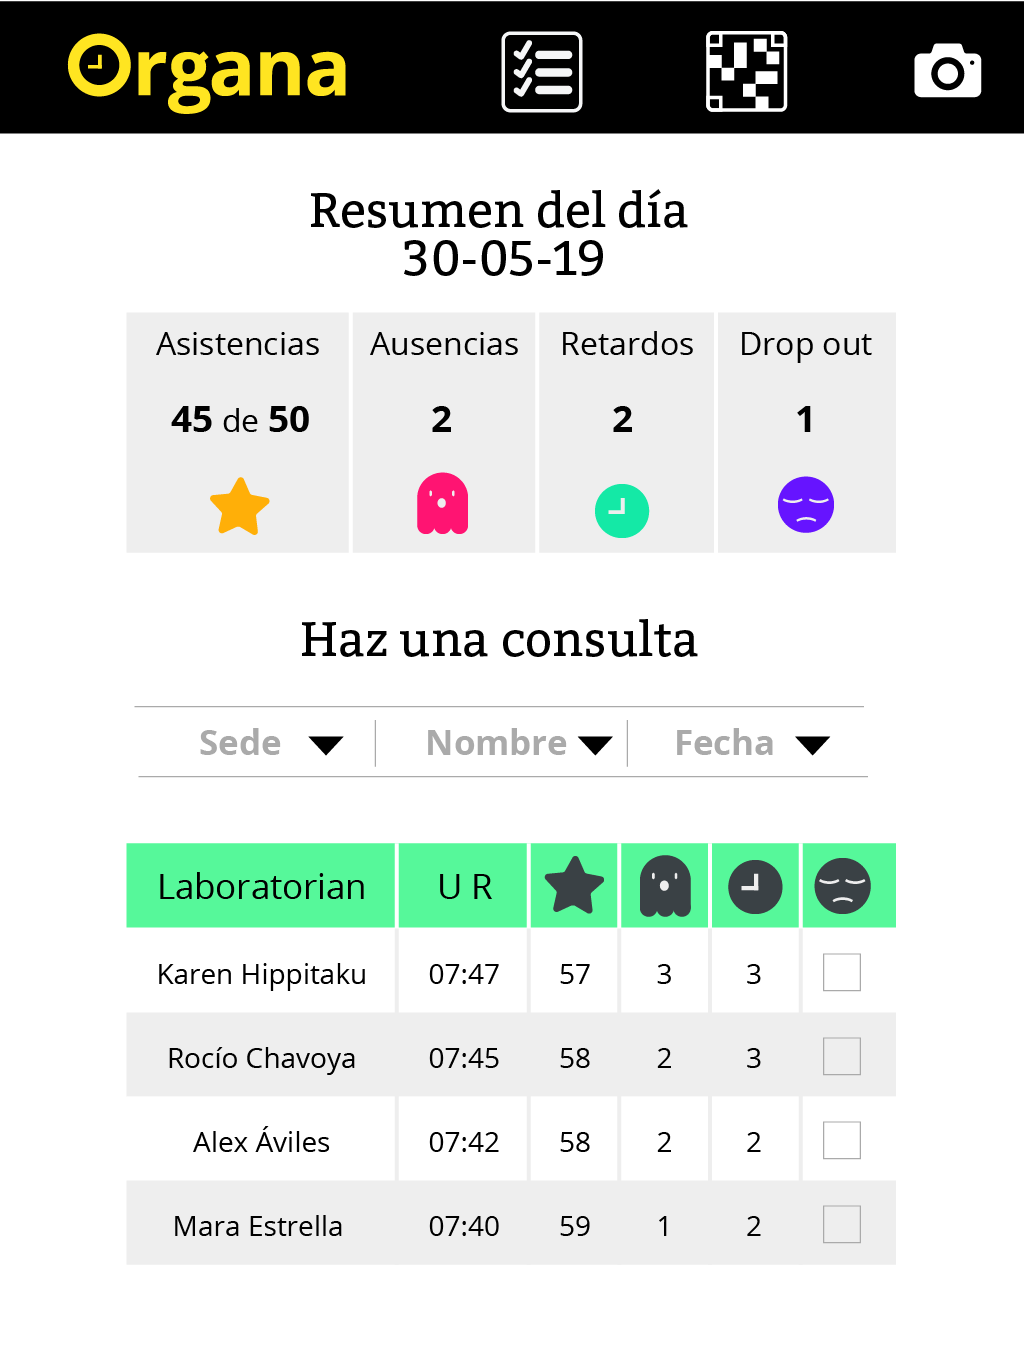 Organa
Resumen del día
30-05-19
Asistencias Ausencias Retardos Drop out
45 de 50 2 2 1
Haz una consulta
Sede Nombre Fecha
Laboratorian U R
Karen Hippitaku 07:47 57 3 3
Rocío Chavoya 07:45 58 2 3
Alex Áviles 07:42 58 2 2
Mara Estrella 07:40 59 1 2